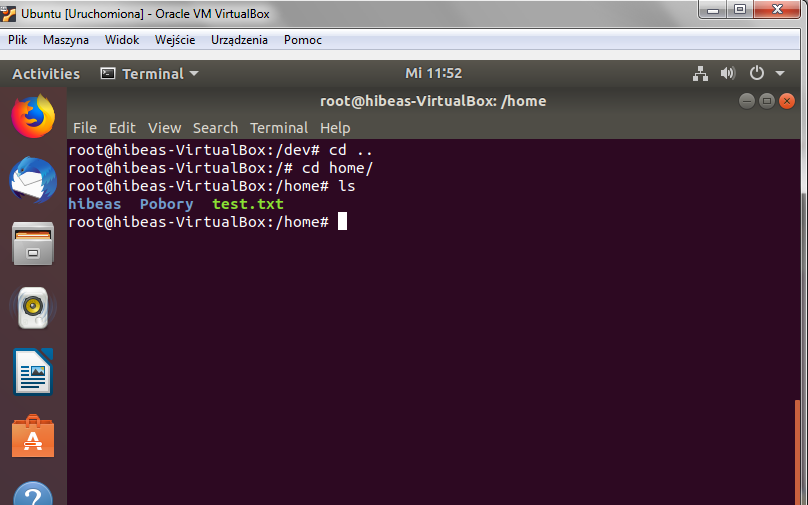 Ubuntu [Uruchomiona] - Oracle VM VirtualBox
Plik Maszyna Widok Wejście Urządzenia Pomoc
Activities Terminal Mi 11:52
root@hibeas-VirtualBox: /home
File Edit View Search Terminal Help
root@hibeas-VirtualBox:/dev# cd ..
root@hibeas-VirtualBox:/# cd home/
root@hibeas-VirtualBox:/home# ls
hibeas Pobory test.txt
root@hibeas-VirtualBox:/home#